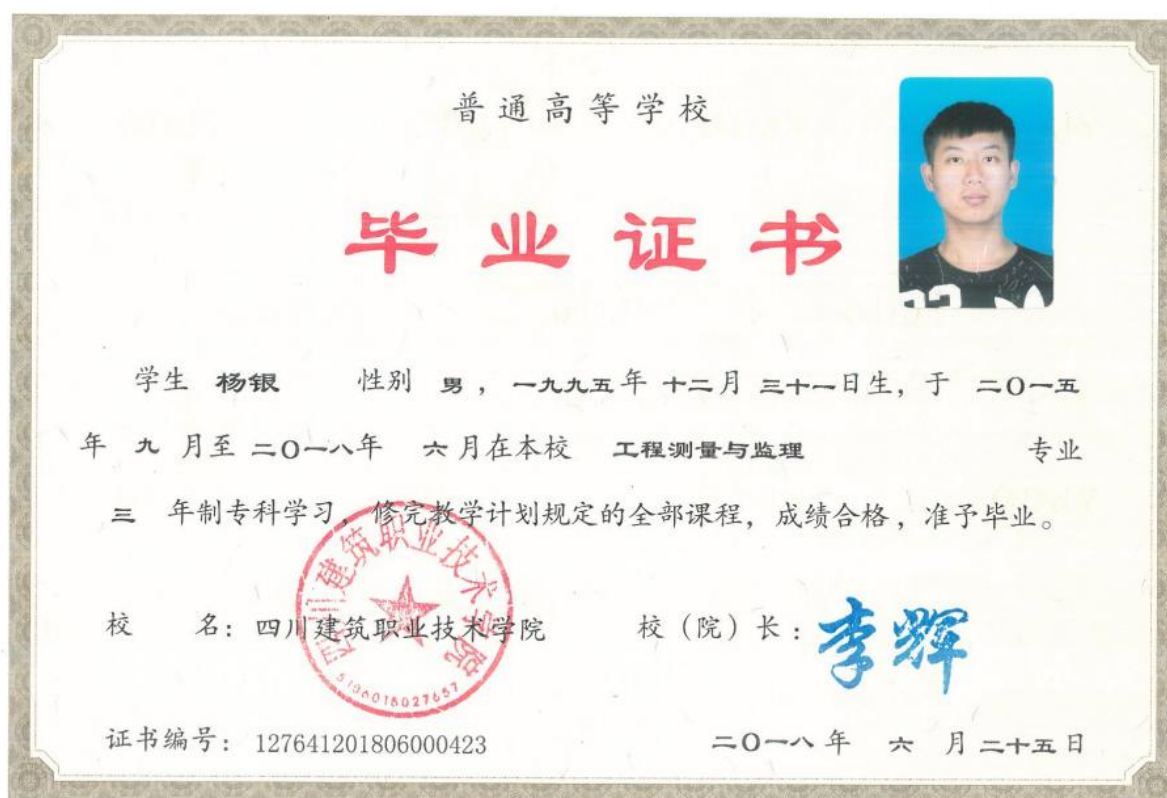 普通高等学校
毕业证书
学生 杨银 性别 男，一九九五年 十二月 三十一日生，于 二〇一五
年 九 月至 二〇一八年 六 月在本校 工程测量与监理 专业
三 年制专科学习，修完教学计划规定的全部课程，成绩合格，准予毕业。
四川建筑职业技术学院
校 名：四川建筑职业技术学院 校（院）长：李辉
5106015027657
证书编号：127641201806000423 二〇一八 年 六 月 二十五日